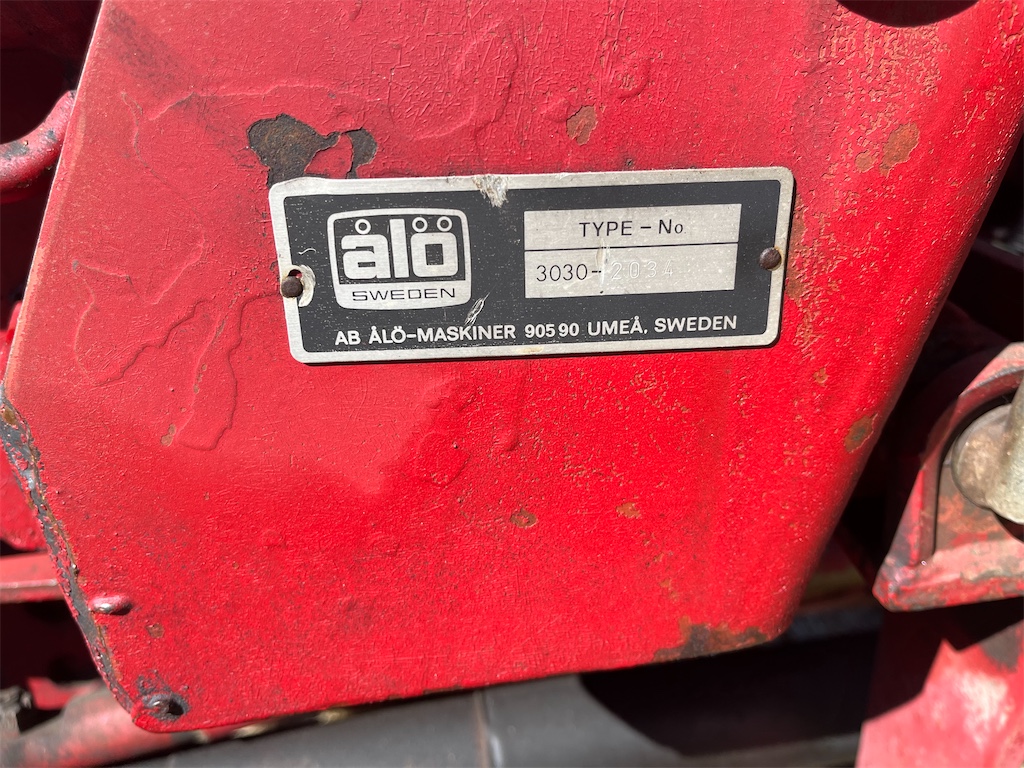 ålö
SWEDEN
TYPE - No
3030-2034
AB ÅLÖ-MASKINER 905 90 UMEÅ, SWEDEN